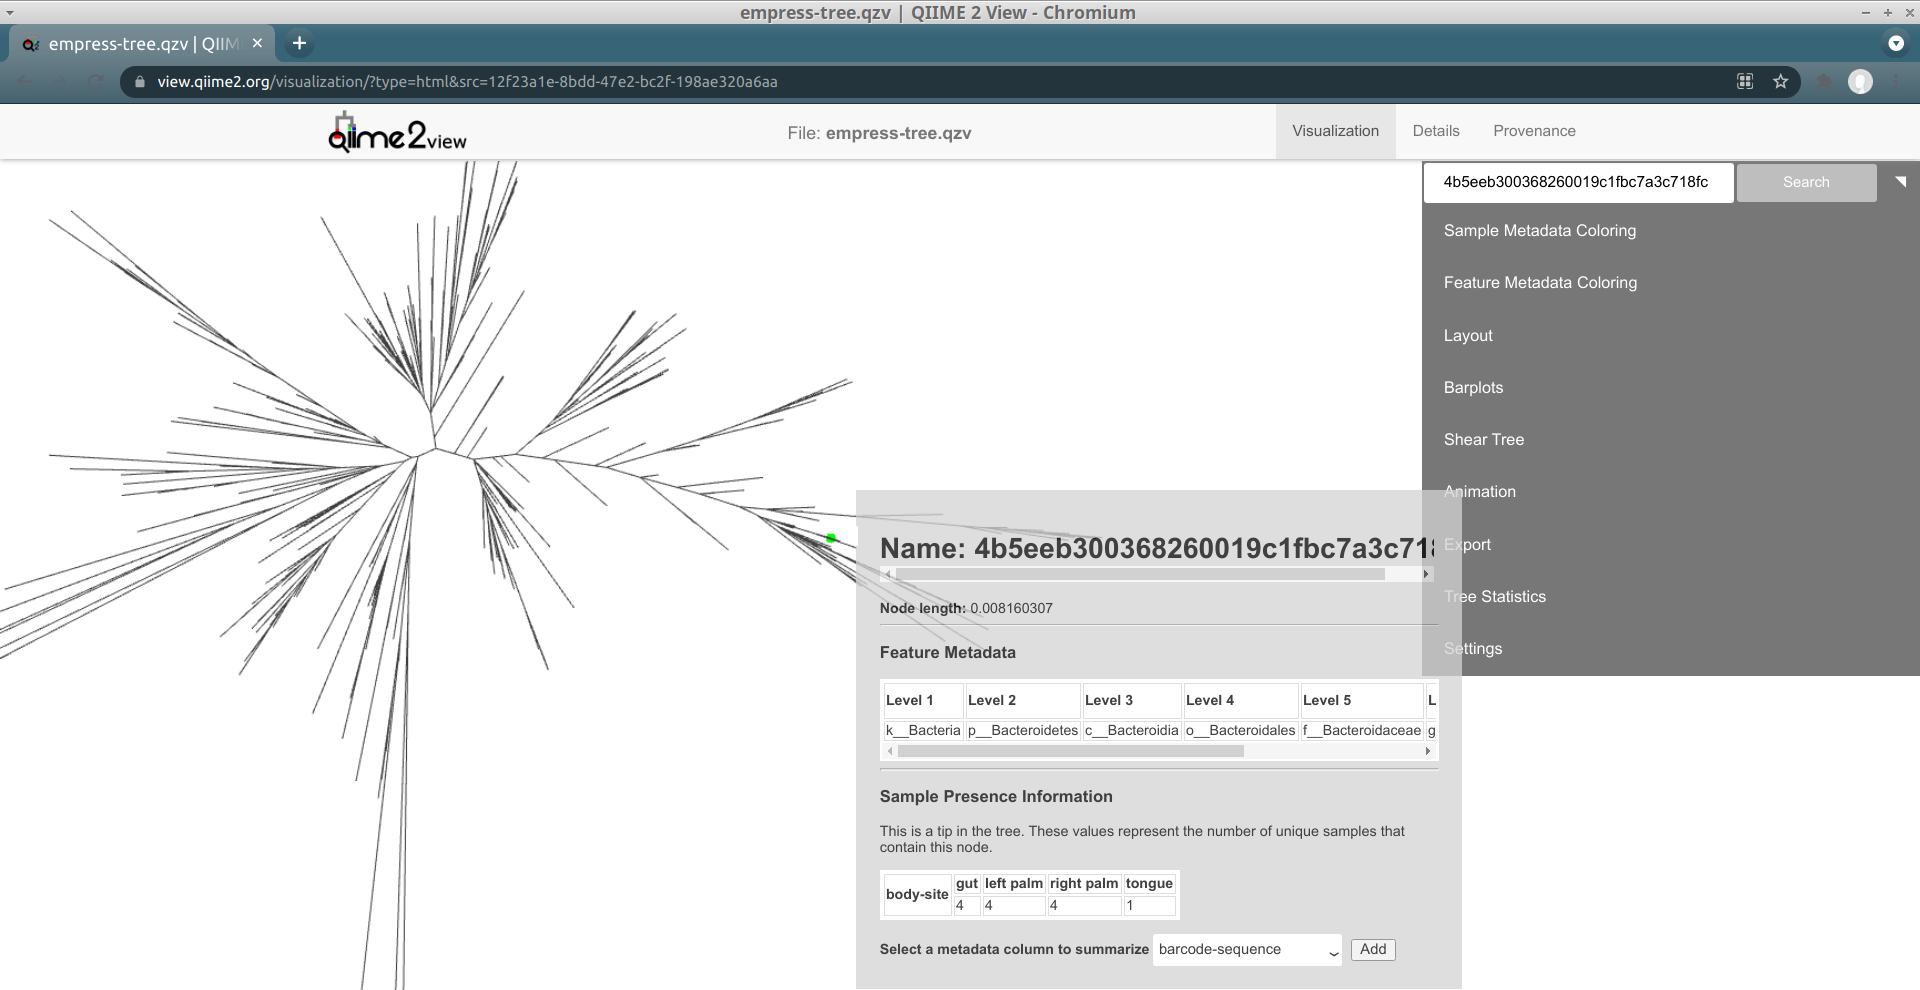 empress-tree.qzv | QIIME 2 View - Chromium
empress-tree.qzv | QIIM
view.qiime2.org/visualization/?type=html&src=12f23a1e-8bdd-47e2-bc2f-198ae320a6aa
qiime2view
File: empress-tree.qzv
Visualization
Details
Provenance
4b5eeb300368260019c1fbc7a3c718fc
Search
Sample Metadata Coloring
Feature Metadata Coloring
Layout
Barplots
Shear Tree
Animation
Export
Tree Statistics
Settings
Name: 4b5eeb300368260019c1fbc7a3c718
Node length: 0.008160307
Feature Metadata
Level 1 Level 2 Level 3 Level 4 Level 5 L
k__Bacteria p__Bacteroidetes c__Bacteroidia o__Bacteroidales f__Bacteroidaceae g
Sample Presence Information
This is a tip in the tree. These values represent the number of unique samples that
contain this node.
body-site gut left palm right palm tongue
4 4 4 1
Select a metadata column to summarize barcode-sequence Add